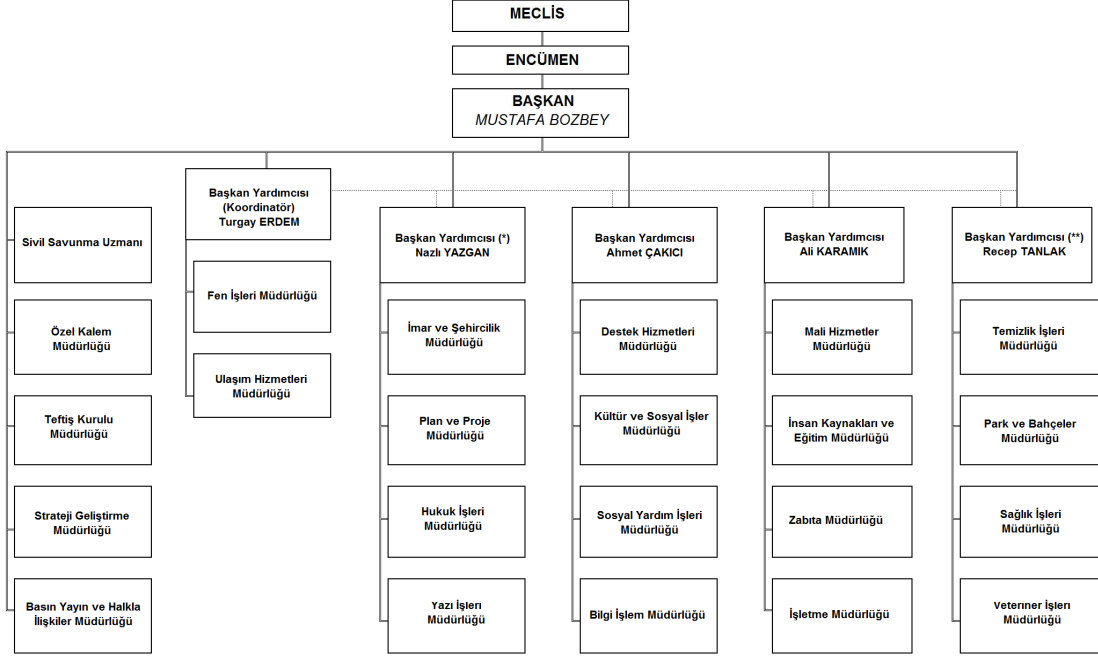 MECLİS
ENCÜMEN
BAŞKAN
MUSTAFA BOZBEY
Başkan Yardımcısı
(Koordinatör)
Turgay ERDEM
Sivil Savunma Uzmanı
Başkan Yardımcısı (*)
Nazlı YAZGAN
Başkan Yardımcısı
Ahmet ÇAKICI
Başkan Yardımcısı
Ali KARAMIK
Başkan Yardımcısı (**)
Recep TANLAK
Fen İşleri Müdürlüğü
Özel Kalem
Müdürlüğü
İmar ve Şehircilik
Müdürlüğü
Destek Hizmetleri
Müdürlüğü
Mali Hizmetler
Müdürlüğü
Temizlik İşleri
Müdürlüğü
Ulaşım Hizmetleri
Müdürlüğü
Teftiş Kurulu
Müdürlüğü
Plan ve Proje
Müdürlüğü
Kültür ve Sosyal İşler
Müdürlüğü
İnsan Kaynakları ve
Eğitim Müdürlüğü
Park ve Bahçeler
Müdürlüğü
Strateji Geliştirme
Müdürlüğü
Hukuk İşleri
Müdürlüğü
Sosyal Yardım İşleri
Müdürlüğü
Zabıta Müdürlüğü
Sağlık İşleri
Müdürlüğü
Basın Yayın ve Halkla
İlişkiler Müdürlüğü
Yazı İşlerı
Müdürlüğü
Bilgi İşlem Müdürlüğü
İşletme Müdürlüğü
Veterıner İşlerı
Müdürlüğü